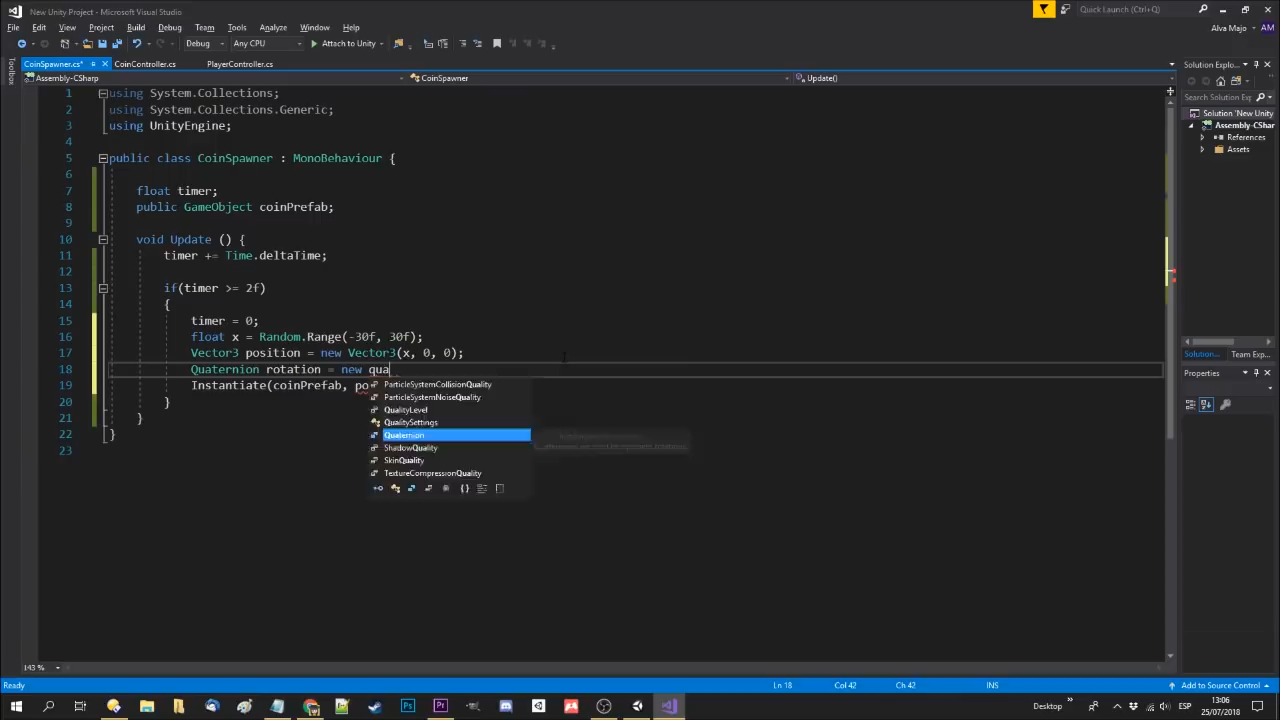 New Unity Project - Microsoft Visual Studio
Quick Launch (Ctrl+Q)
File Edit View Project Build Debug Team Tools Test Analyze Window Help
Alva Majo
Debug Any CPU Attach to Unity
CoinSpawner.cs* CoinController.cs PlayerController.cs
Solution Explo...
Toolbox
Assembly-CSharp CoinSpawner Update()
1 using System.Collections;
2 using System.Collections.Generic;
3 using UnityEngine;
4
5 public class CoinSpawner : MonoBehaviour {
6
7 float timer;
8 public GameObject coinPrefab;
9
10 void Update () {
11 timer += Time.deltaTime;
12
13 if(timer >= 2f)
14 {
15 timer = 0;
16 float x = Random.Range(-30f, 30f);
17 Vector3 position = new Vector3(x, 0, 0);
18 Quaternion rotation = new qua
19 Instantiate(coinPrefab, po
20 }
21 }
22 }
23
ParticleSystemCollisionQuality
ParticleSystemNoiseQuality
QualityLevel
QualitySettings
Quaternion
ShadowQuality
SkinQuality
TextureCompressionQuality
Search Solution Exp
Solution 'New Unity
Assembly-CShar
References
Assets
Solution... Team Exp...
Properties
143 %
Ready Ln 18 Col 42 Ch 42 INS Add to Source Control
Desktop ESP 13:06
25/07/2018